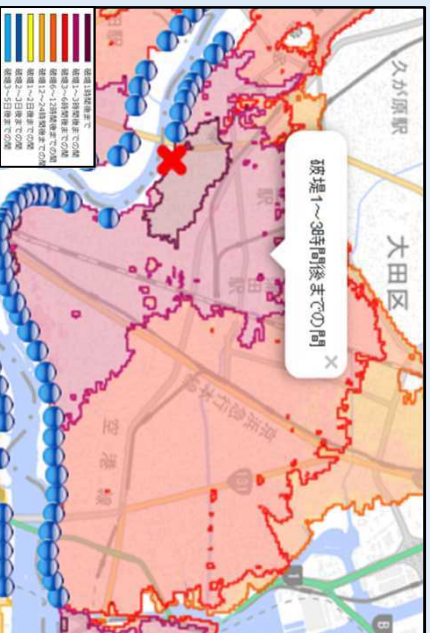 破堤1時間後まで
破堤1~3時間後までの間
破堤3~6時間後までの間
破堤6~12時間後までの間
破堤12~24時間後までの間
破堤1~2日後までの間
破堤2~3日後までの間
破堤3~5日後までの間
久が原駅
大田区
破堤1~3時間後までの間
×
京浜急行本線
空港線
131